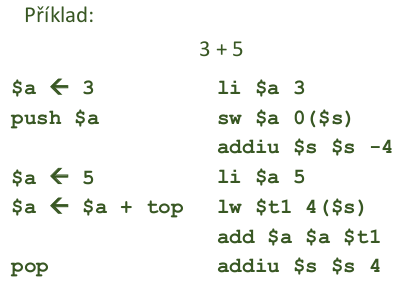 Příklad:
3 + 5
$a ← 3 li $a 3
push $a sw $a 0($s)
addiu $s $s -4
$a ← 5 li $a 5
$a ← $a + top lw $t1 4($s)
add $a $a $t1
pop addiu $s $s 4